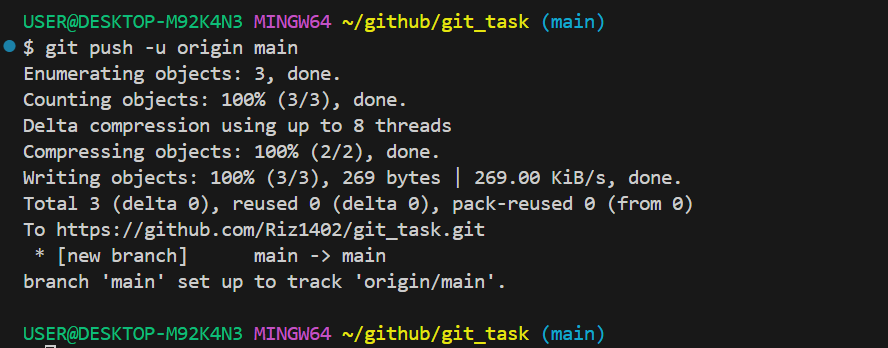 USER@DESKTOP-M92K4N3 MINGW64 ~/github/git_task (main)
$ git push -u origin main
Enumerating objects: 3, done.
Counting objects: 100% (3/3), done.
Delta compression using up to 8 threads
Compressing objects: 100% (2/2), done.
Writing objects: 100% (3/3), 269 bytes | 269.00 KiB/s, done.
Total 3 (delta 0), reused 0 (delta 0), pack-reused 0 (from 0)
To https://github.com/Riz1402/git_task.git
 * [new branch]      main -> main
branch 'main' set up to track 'origin/main'.
USER@DESKTOP-M92K4N3 MINGW64 ~/github/git_task (main)